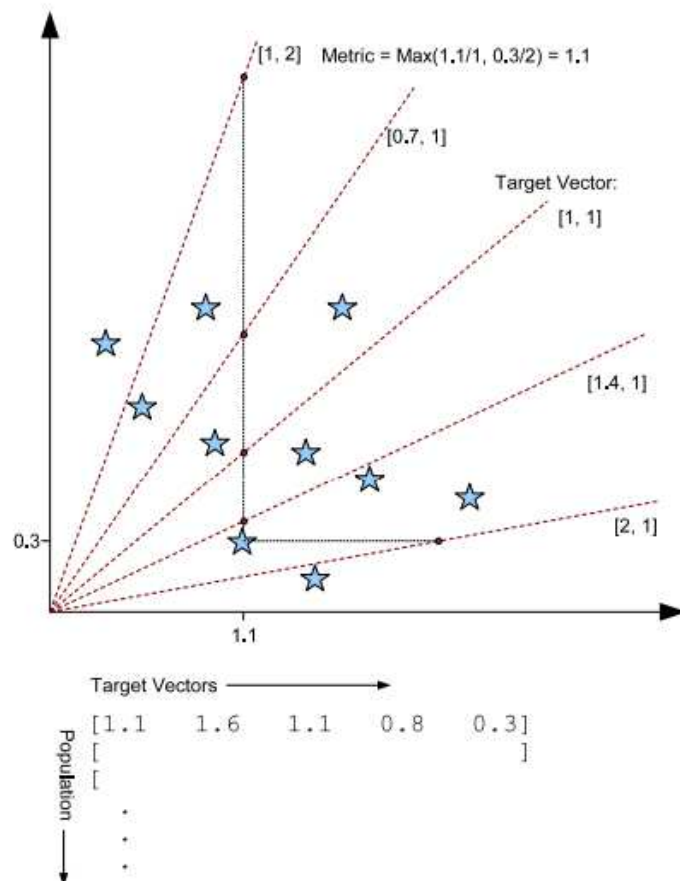 [1, 2] Metric = Max(1.1/1, 0.3/2) = 1.1
[0.7, 1]
Target Vector:
[1, 1]
[1.4, 1]
[2, 1]
0.3
1.1
Target Vectors
[1.1 1.6 1.1 0.8 0.3]
[ ]
[
.
.
.
Population